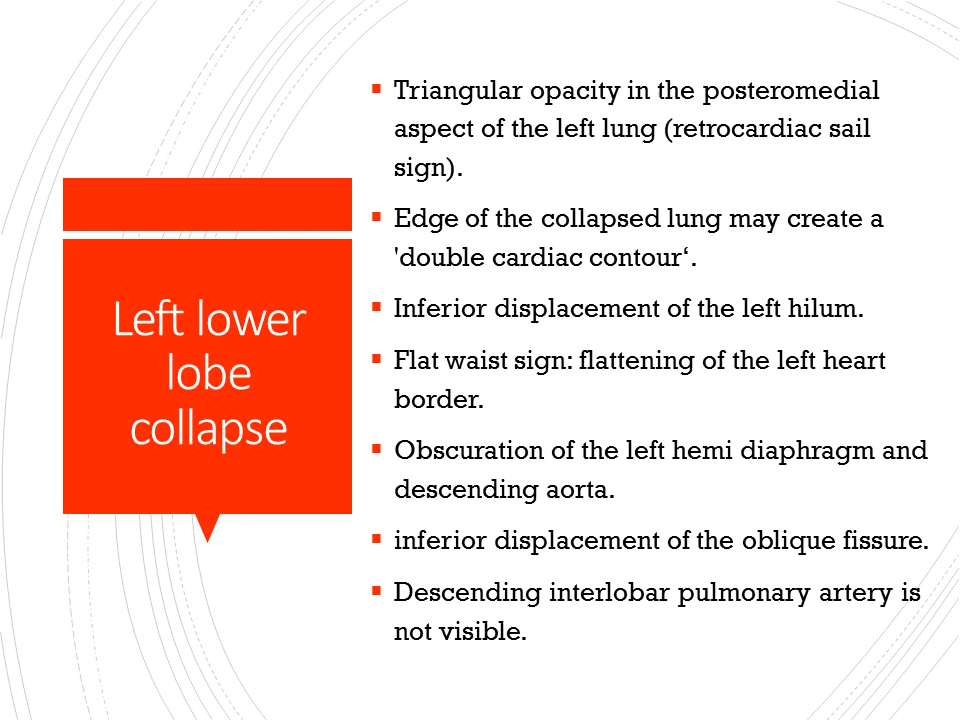 Left lower
lobe
collapse
Triangular opacity in the posteromedial
aspect of the left lung (retrocardiac sail
sign).
Edge of the collapsed lung may create a
'double cardiac contour‘.
Inferior displacement of the left hilum.
Flat waist sign: flattening of the left heart
border.
Obscuration of the left hemi diaphragm and
descending aorta.
inferior displacement of the oblique fissure.
Descending interlobar pulmonary artery is
not visible.